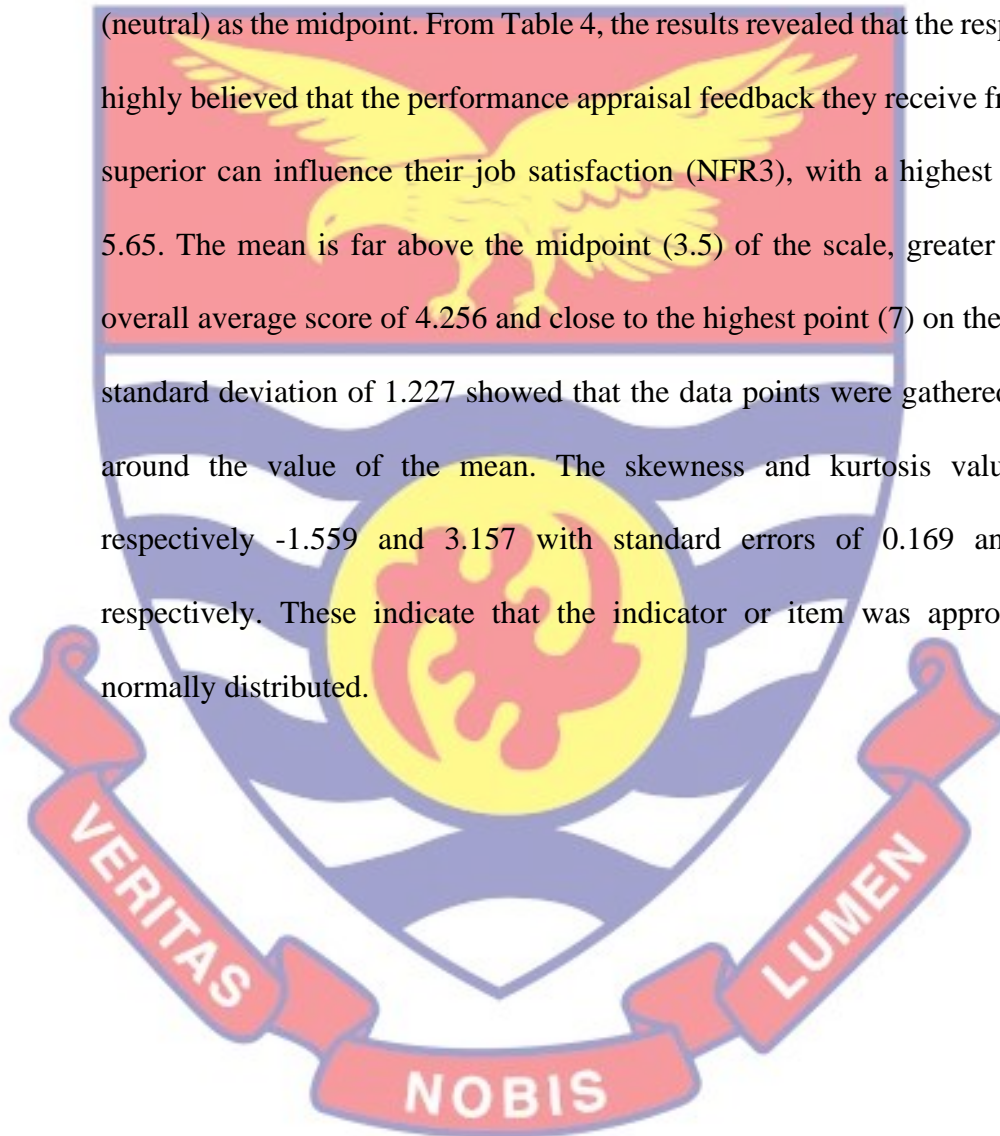 (neutral) as the midpoint. From Table 4, the results revealed that the resp
highly believed that the performance appraisal feedback they receive fr
superior can influence their job satisfaction (NFR3), with a highest
5.65. The mean is far above the midpoint (3.5) of the scale, greater
overall average score of 4.256 and close to the highest point (7) on the
standard deviation of 1.227 showed that the data points were gathered
around the value of the mean. The skewness and kurtosis valu
respectively -1.559 and 3.157 with standard errors of 0.169 an
respectively. These indicate that the indicator or item was appro
normally distributed.
VERITAS
NOBIS
LUMEN